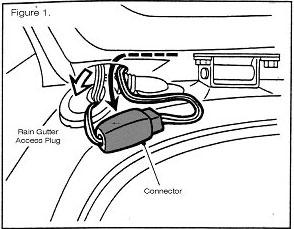 Figure 1.
Rain Gutter
Access Plug
Connector